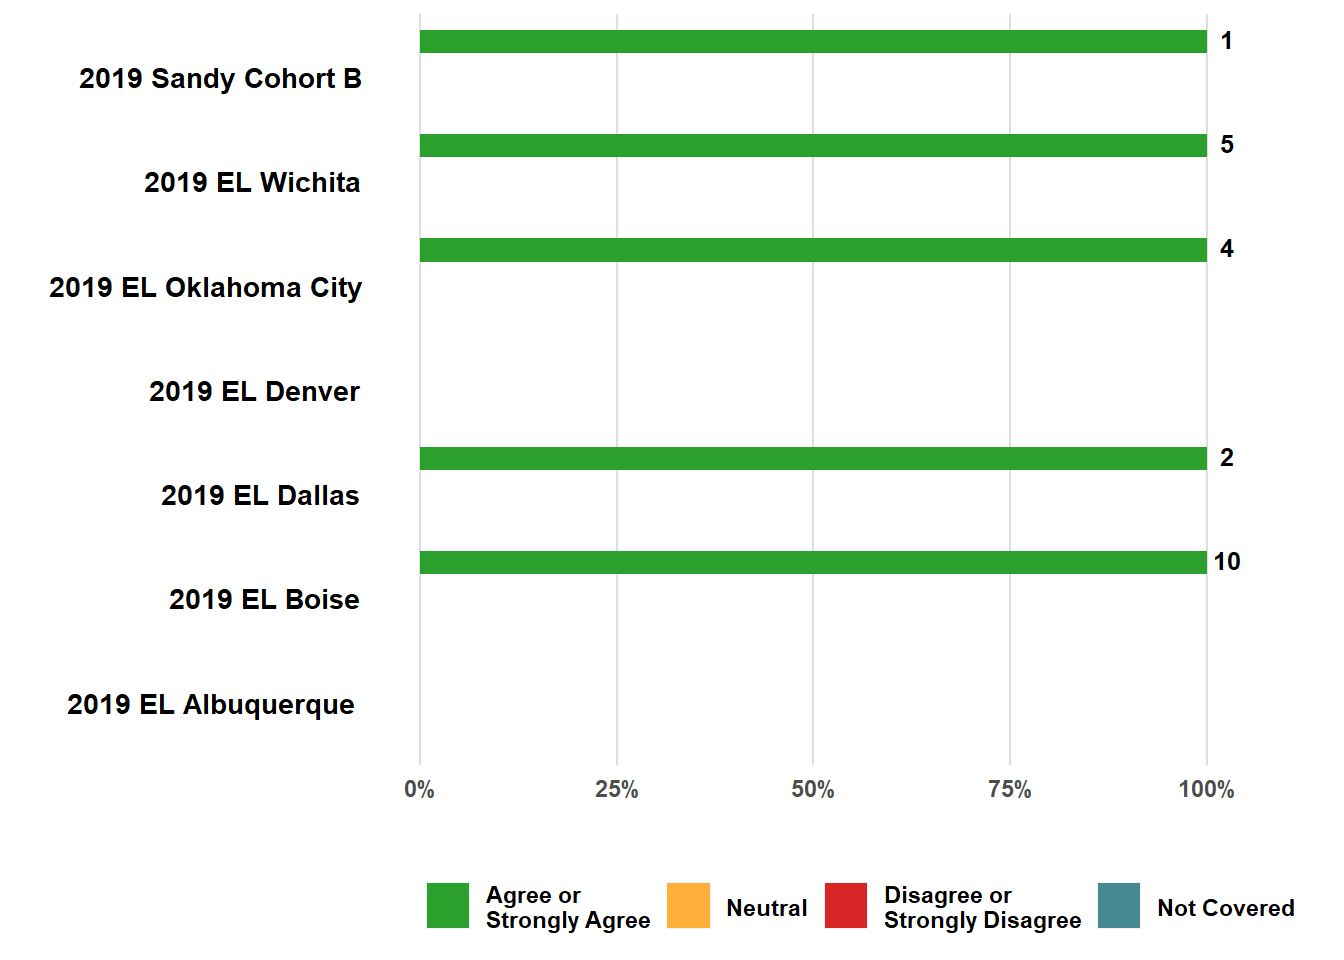 1
2019 Sandy Cohort B
5
2019 EL Wichita
4
2019 EL Oklahoma City
2019 EL Denver
2
2019 EL Dallas
10
2019 EL Boise
2019 EL Albuquerque
0% 25% 50% 75% 100%
Agree or
Strongly Agree
Neutral
Disagree or
Strongly Disagree
Not Covered